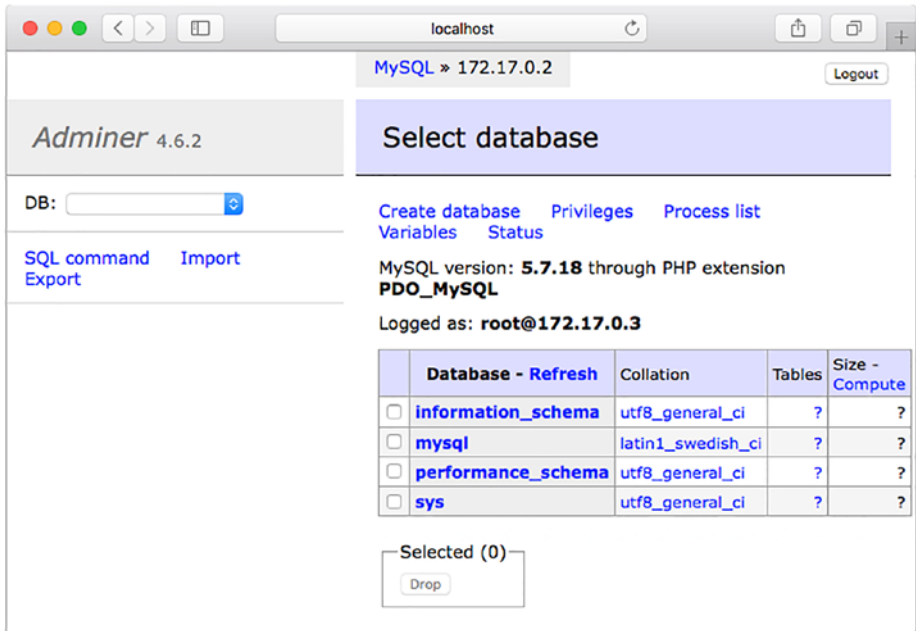 localhost
MySQL » 172.17.0.2
Logout
Adminer 4.6.2
Select database
DB:
SQL command Import
Export
Create database Privileges Process list
Variables Status
MySQL version: 5.7.18 through PHP extension
PDO_MySQL
Logged as: root@172.17.0.3
Database - Refresh Collation Tables Size -
Compute
information_schema utf8_general_ci ? ?
mysql latin1_swedish_ci ? ?
performance_schema utf8_general_ci ? ?
sys utf8_general_ci ? ?
Selected (0)
Drop